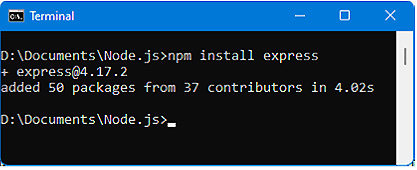 C:\.
Terminal
D:\Documents\Node.js>npm install express
+ express@4.17.2
added 50 packages from 37 contributors in 4.02s
D:\Documents\Node.js>